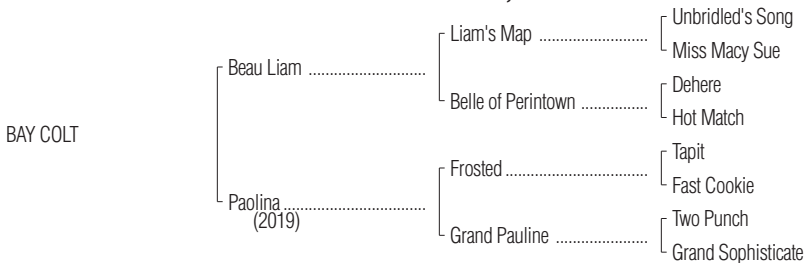 Unbridled's Song
Liam's Map ....................
Miss Macy Sue
Beau Liam .............................
Dehere
Belle of Perintown .................
Hot Match
BAY COLT
Tapit
Frosted ...................................
Fast Cookie
Paolina ...................................
(2019)
Two Punch
Grand Pauline .......................
Grand Sophisticate